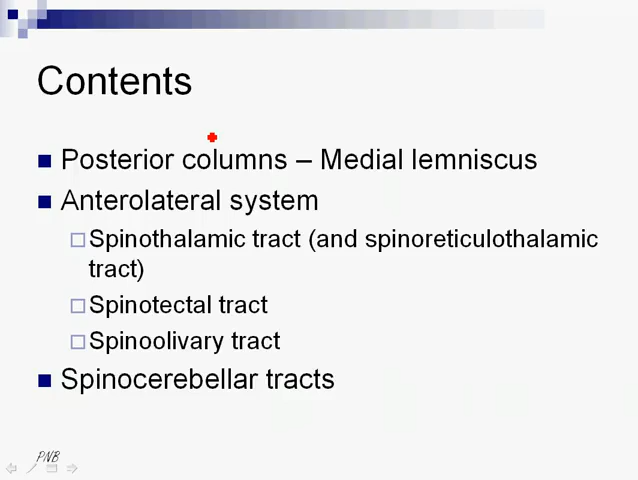 Contents
Posterior columns – Medial lemniscus
Anterolateral system
Spinothalamic tract (and spinoreticulothalamic
tract)
Spinotectal tract
Spinoolivary tract
Spinocerebellar tracts
PNB